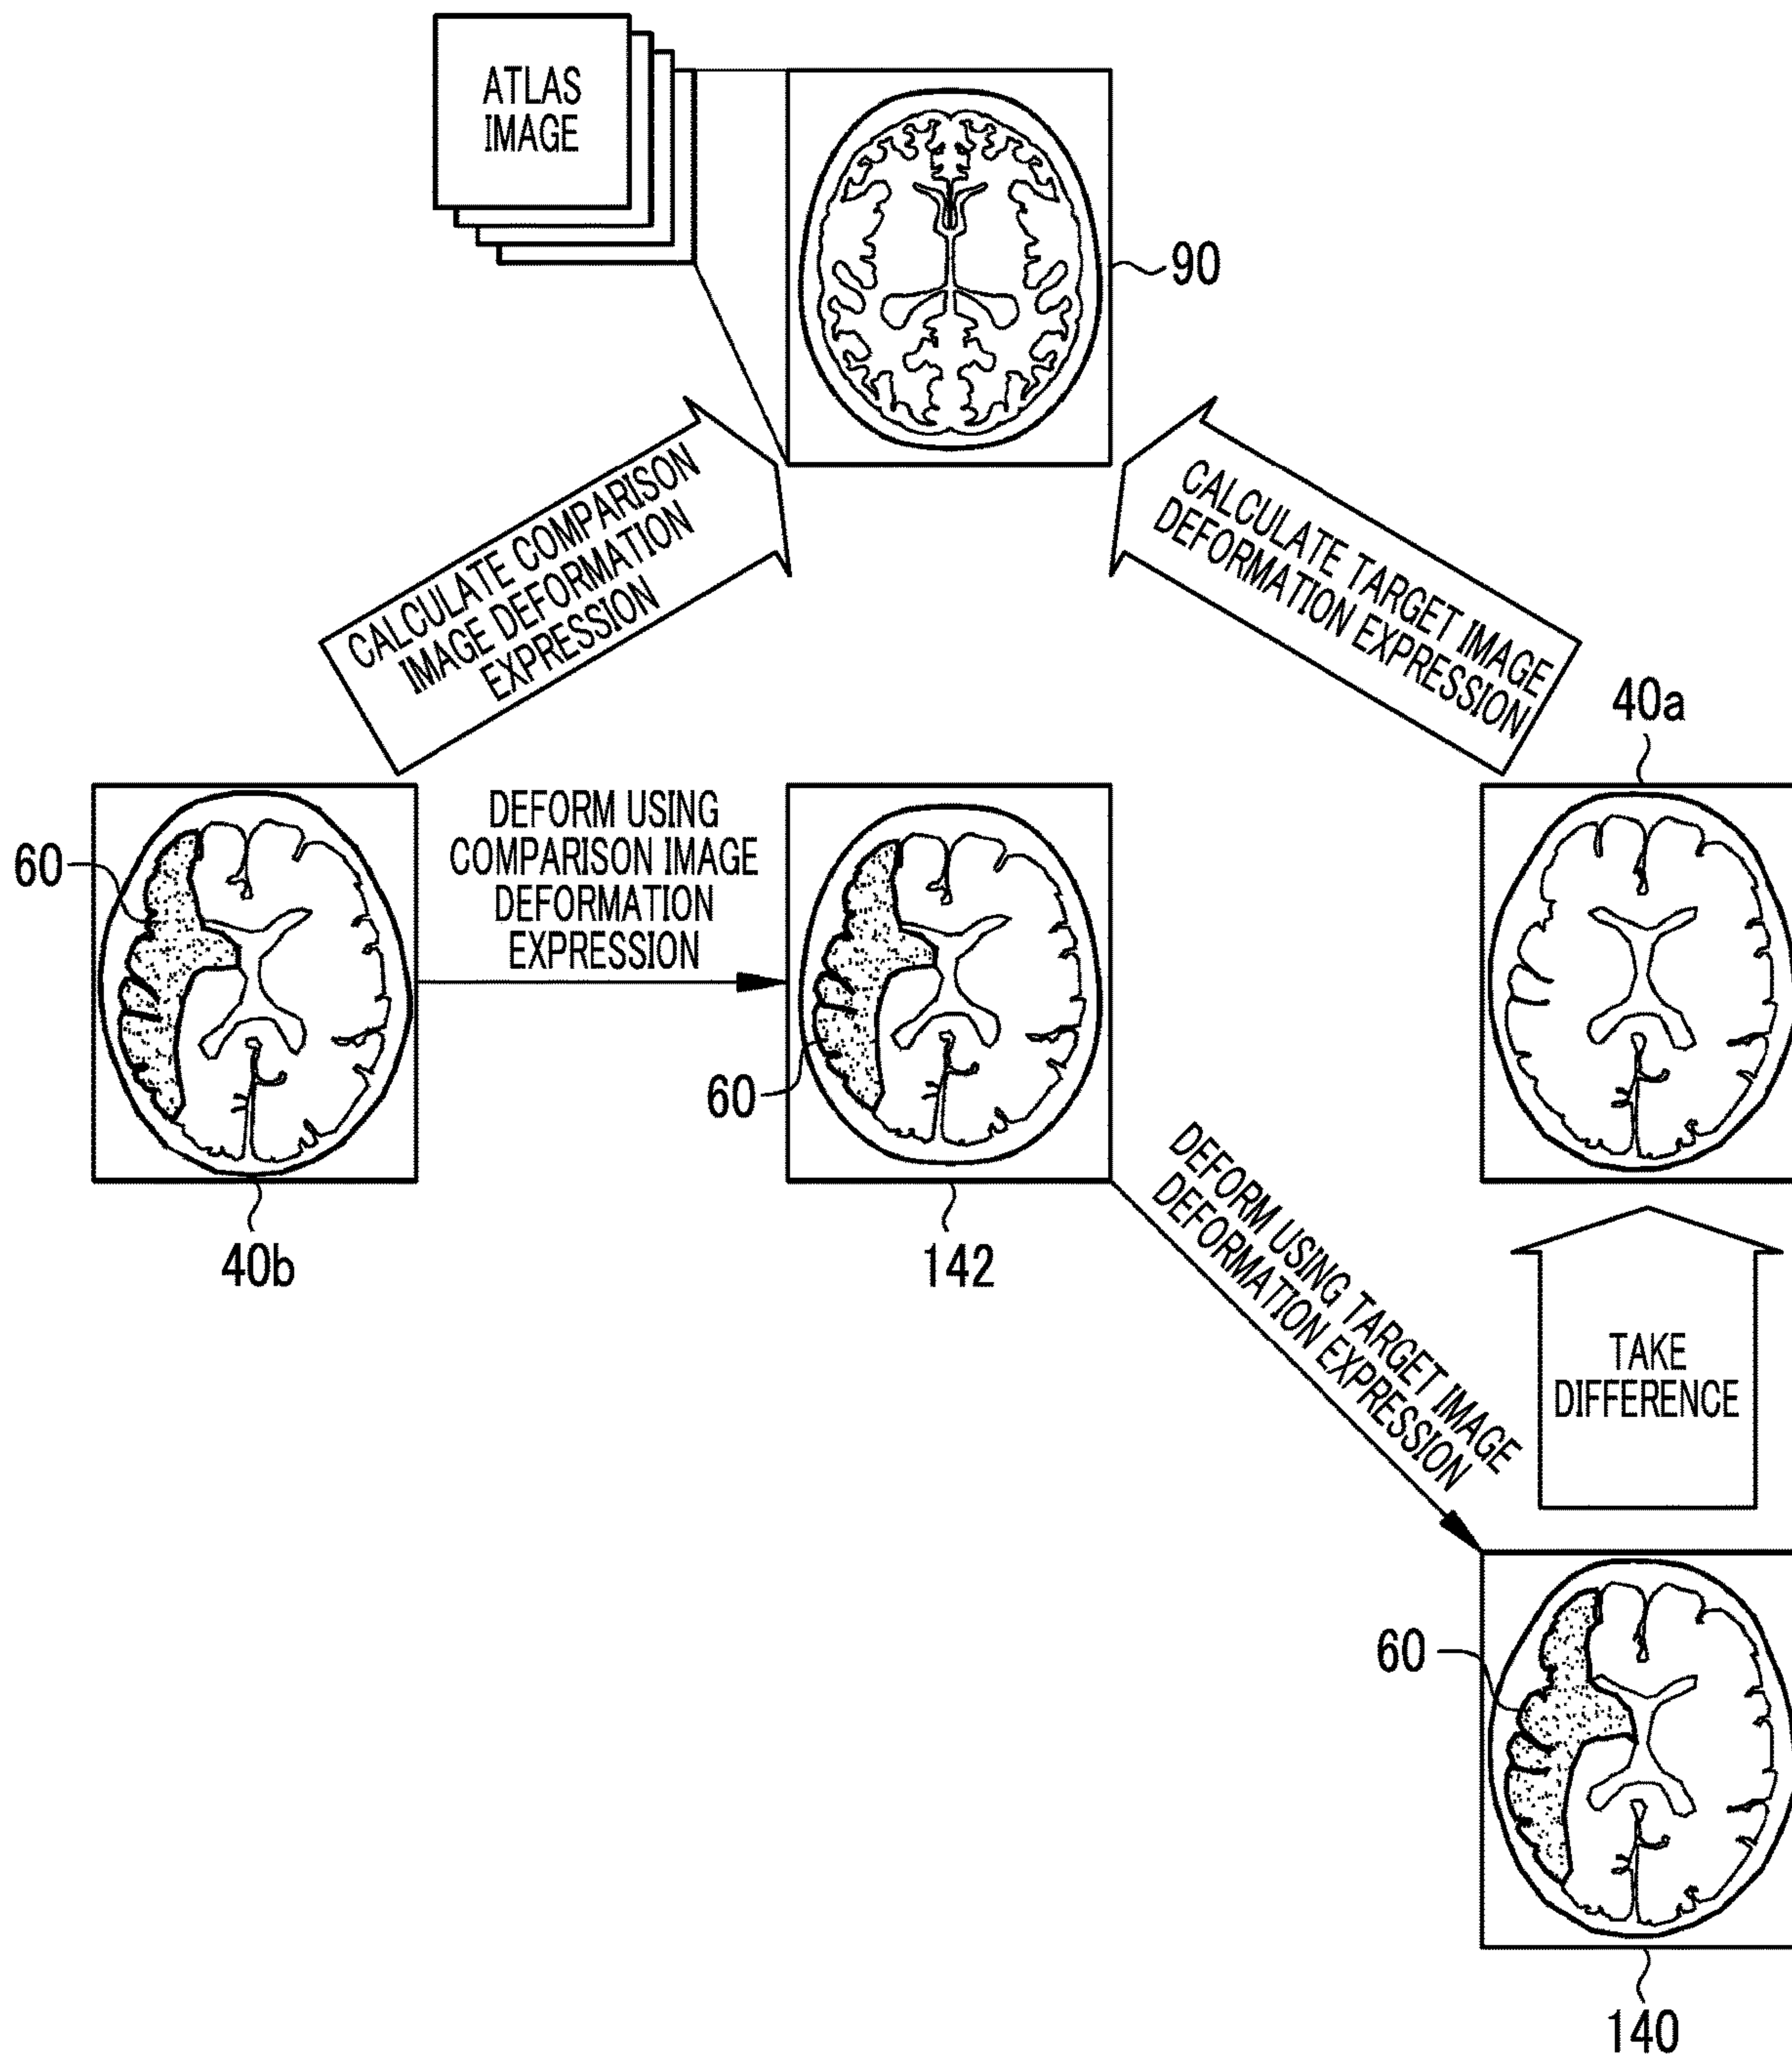 ATLAS
IMAGE
90
CALCULATE COMPARISON
IMAGE DEFORMATION
EXPRESSION
CALCULATE TARGET IMAGE
DEFORMATION EXPRESSION
40a
60
DEFORM USING
COMPARISON IMAGE
DEFORMATION
EXPRESSION
60
40b
142
DEFORM USING TARGET IMAGE
DEFORMATION EXPRESSION
TAKE
DIFFERENCE
60
140